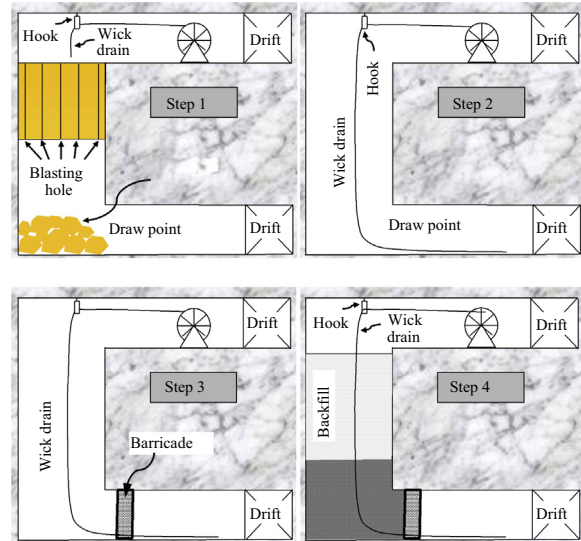 Hook
Wick
drain
Drift
Step 1
Blasting
hole
Draw point
Drift
Hook
Drift
Step 2
Wick drain
Draw point
Drift
Drift
Step 3
Wick drain
Barricade
Drift
Hook
Wick
drain
Drift
Step 4
Backfill
Drift